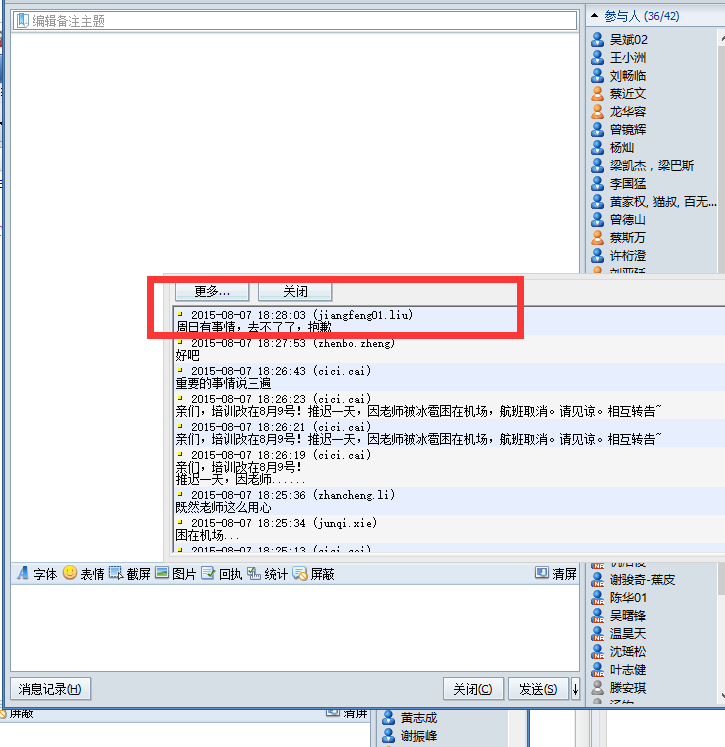 编辑备注主题
参与人 (36/42)
吴斌02
王小洲
刘畅临
蔡近文
龙华容
曾镜辉
杨灿
梁凯杰，梁巴斯
李国猛
黄家权, 猫叔, 百无...
曾德山
蔡斯万
许桁澄
更多... 关闭
2015-08-07 18:28:03 (jiangfeng01.liu)
周日有事情，去不了了，抱歉
2015-08-07 18:27:53 (zhenbo.zheng)
好吧
2015-08-07 18:26:43 (cici.cai)
重要的事情说三遍
2015-08-07 18:26:23 (cici.cai)
亲们，培训改在8月9号！推迟一天，因老师被冰雹困在机场，航班取消。请见谅。相互转告~
2015-08-07 18:26:21 (cici.cai)
亲们，培训改在8月9号！推迟一天，因老师被冰雹困在机场，航班取消。请见谅。相互转告~
2015-08-07 18:26:19 (cici.cai)
亲们，培训改在8月9号！
推迟一天，因老师......
2015-08-07 18:25:36 (zhancheng.li)
既然老师这么用心
2015-08-07 18:25:34 (junqi.xie)
困在机场...
2015-08-07 18:25:13 (cici.cai)
字体 表情 截屏 图片 回执 统计 屏蔽 清屏
谢骏奇-蕉皮
陈华01
吴曙锋
温昊天
沈瑶松
叶志健
滕安琪
消息记录(H) 关闭(C) 发送(S)
屏蔽 清屏
黄志成
谢振峰